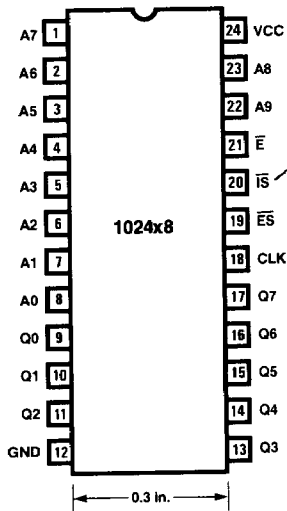 A7 1 24 VCC
A6 2 23 A8
A5 3 22 A9
A4 4 21 E̅
A3 5 20 I̅S̅
A2 6 1024x8 19 E̅S̅
A1 7 18 CLK
A0 8 17 Q7
Q0 9 16 Q6
Q1 10 15 Q5
Q2 11 14 Q4
GND 12 13 Q3
0.3 in.